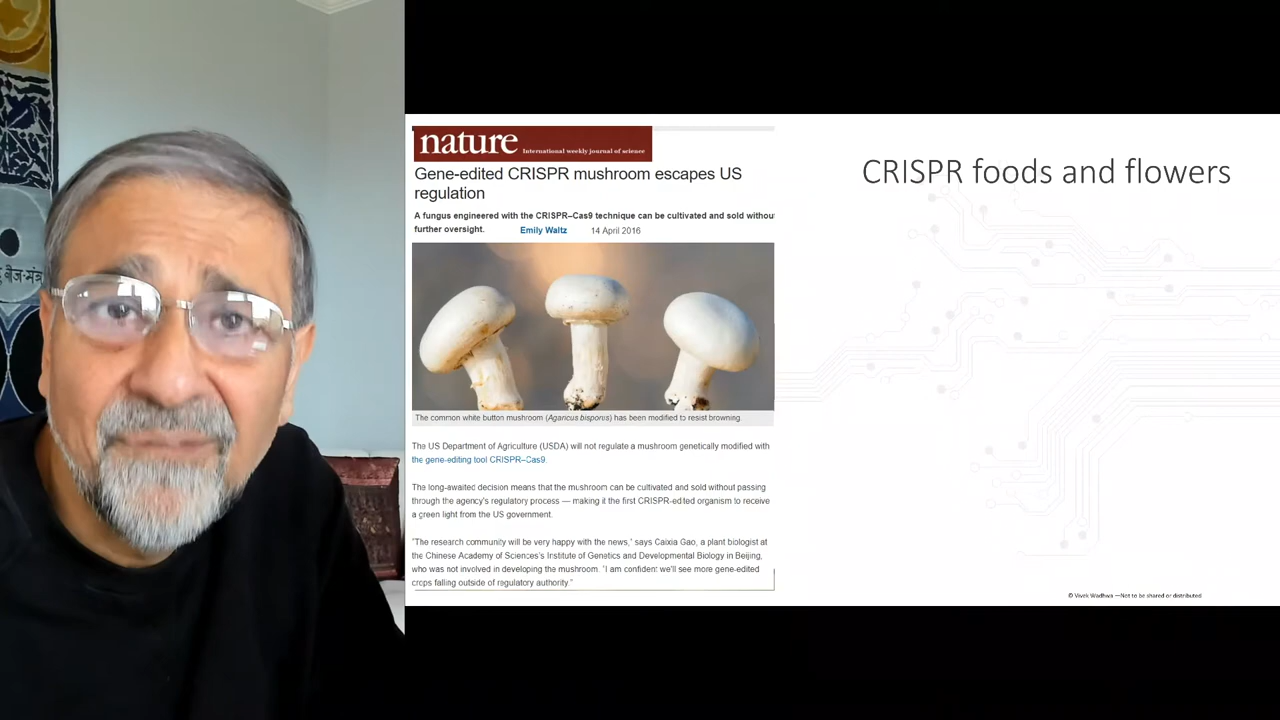 बीज-मंत्र
nature International weekly journal of science
Gene-edited CRISPR mushroom escapes US
regulation
A fungus engineered with the CRISPR–Cas9 technique can be cultivated and sold withou
further oversight. Emily Waltz 14 April 2016
The common white button mushroom (Agaricus bisporus) has been modified to resist browning.
The US Department of Agriculture (USDA) will not regulate a mushroom genetically modified with
the gene-editing tool CRISPR–Cas9.
The long-awaited decision means that the mushroom can be cultivated and sold without passing
through the agency's regulatory process — making it the first CRISPR-edited organism to receive
a green light from the US government.
“The research community will be very happy with the news,” says Caixia Gao, a plant biologist at
the Chinese Academy of Sciences's Institute of Genetics and Developmental Biology in Beijing,
who was not involved in developing the mushroom. “I am confident we'll see more gene-edited
crops falling outside of regulatory authority.”
CRISPR foods and flowers
© Vivek Wadhwa —Not to be shared or distributed